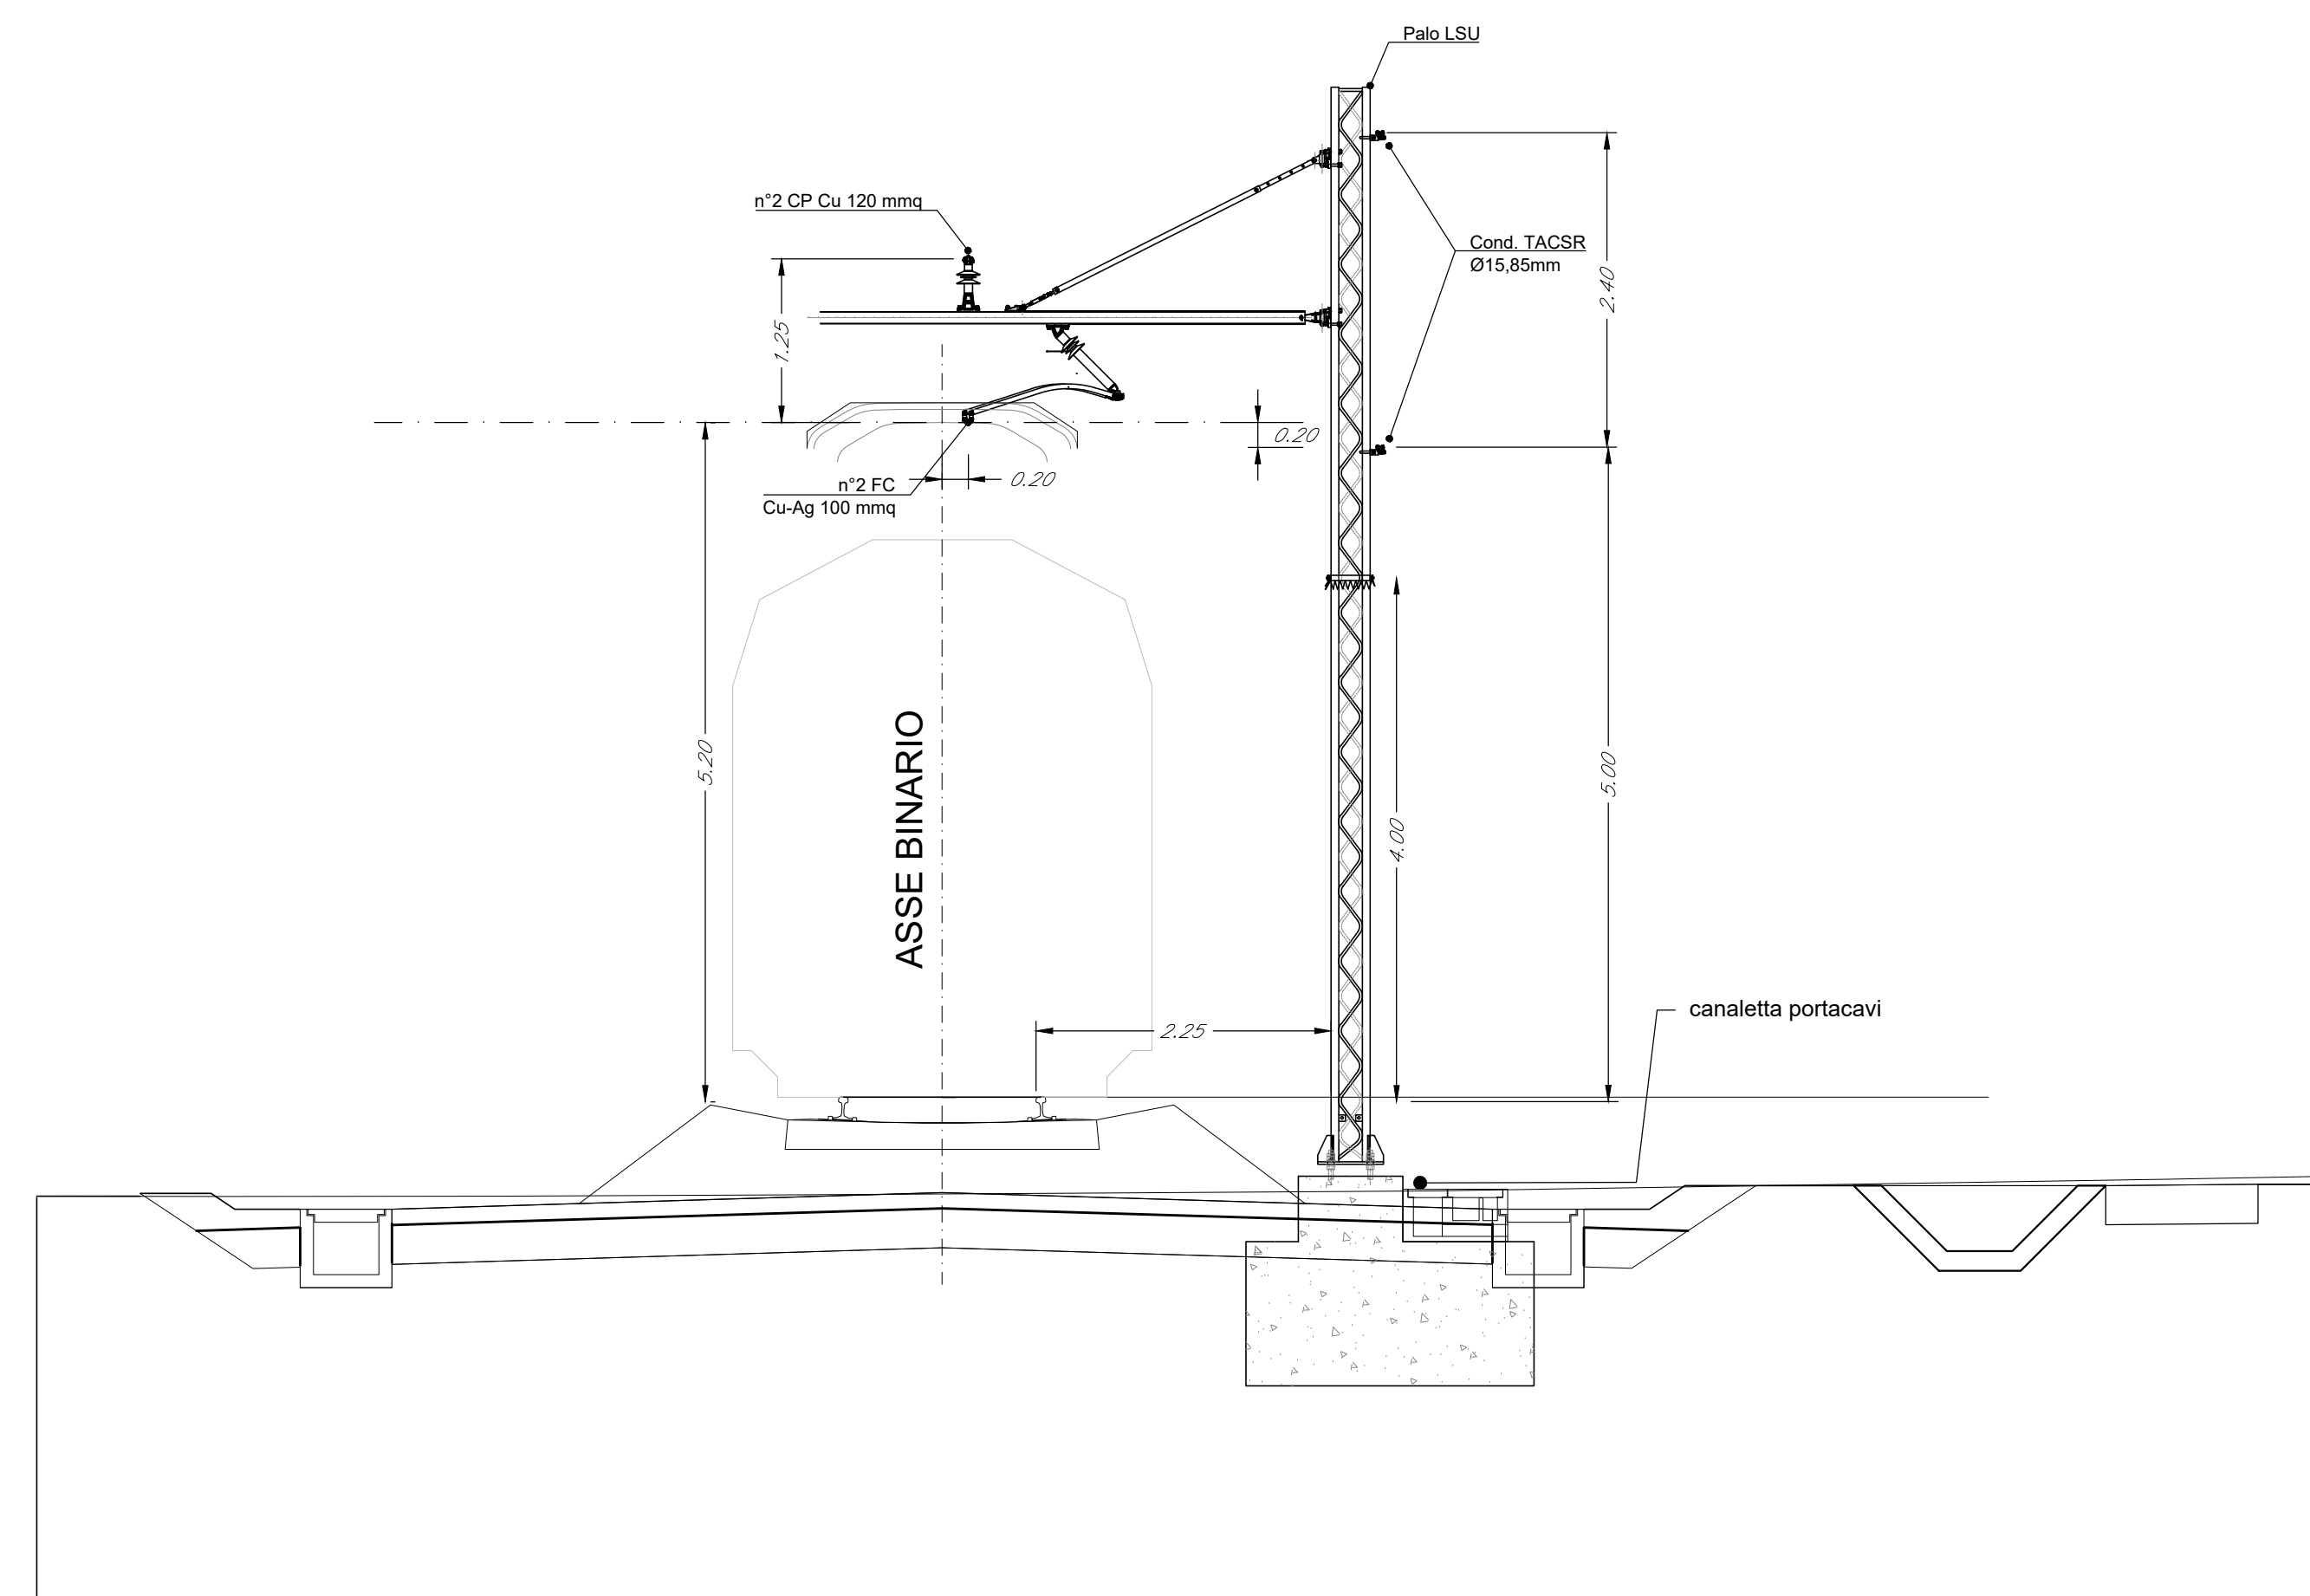 Palo LSU
n°2 CP Cu 120 mmq
Cond. TACSR
Ø15,85mm
2.40
1.25
0.20
0.20
n°2 FC
Cu-Ag 100 mmq
5.20
ASSE BINARIO
5.00
4.00
canaletta portacavi
2.25